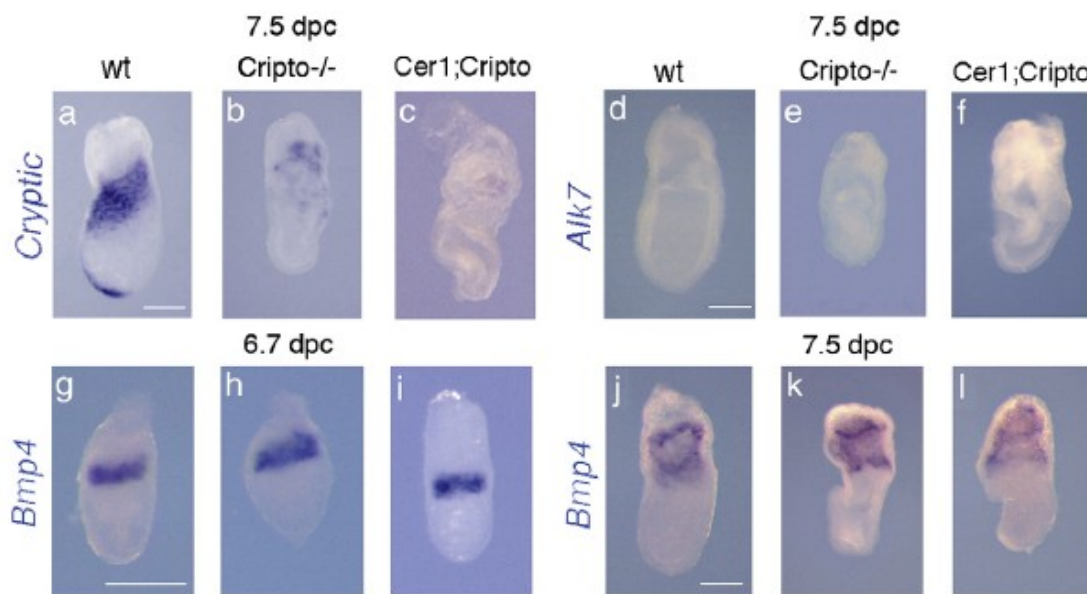 7.5 dpc 7.5 dpc
wt Cripto-/- Cer1;Cripto wt Cripto-/- Cer1;Cripto
a b c d e f
Cryptic Alk7
6.7 dpc 7.5 dpc
g h i j k l
Bmp4 Bmp4